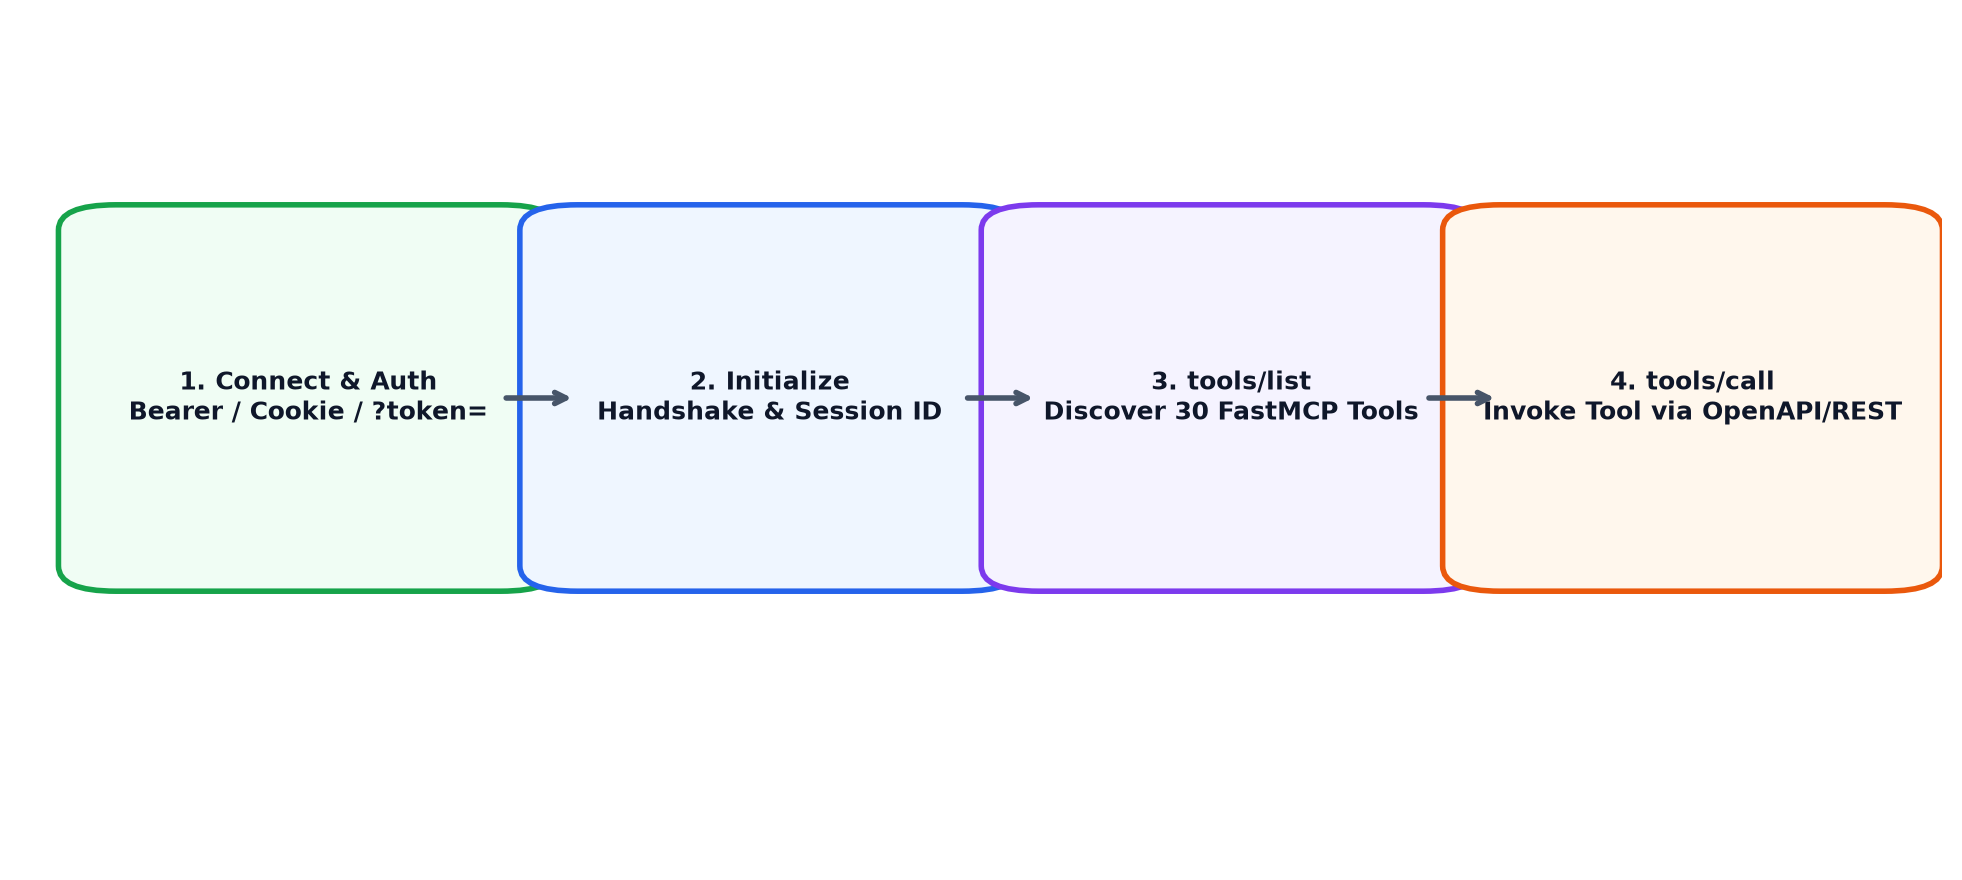 1. Connect & Auth
Bearer / Cookie / ?token=
2. Initialize
Handshake & Session ID
3. tools/list
Discover 30 FastMCP Tools
4. tools/call
Invoke Tool via OpenAPI/REST